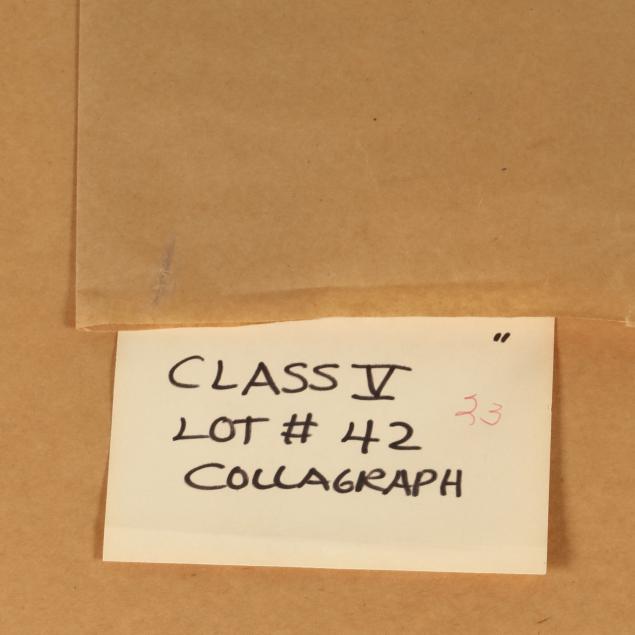 "
CLASS V
33
LOT # 42
COLLAGRAPH